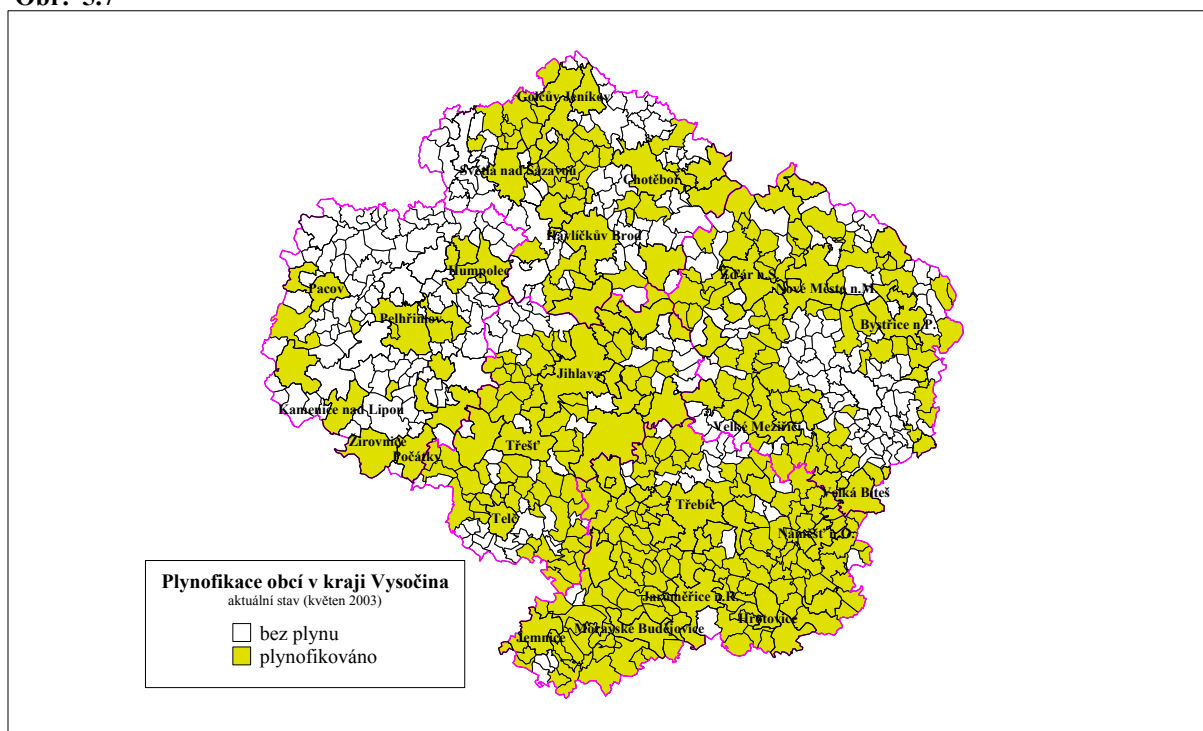 Obr. 3.7
Golčův Jeníkov
Světlá nad Sázavou
Chotěboř
Havlíčkův Brod
Humpolec
Žďár n.S.
Pacov
Nové Město n.M.
Pelhřimov
Bystřice n.P.
Jihlava
Kamenice nad Lipou
Velké Meziříčí
Žirovnice
Třešť
Počátky
Velká Bíteš
Třebíč
Telč
Náměšť n.O.
Plynofikace obcí v kraji Vysočina
aktuální stav (květen 2003)
Jaroměřice n.R.
Hrotovice
Moravské Budějovice
Jemnice
bez plynu
plynofikováno